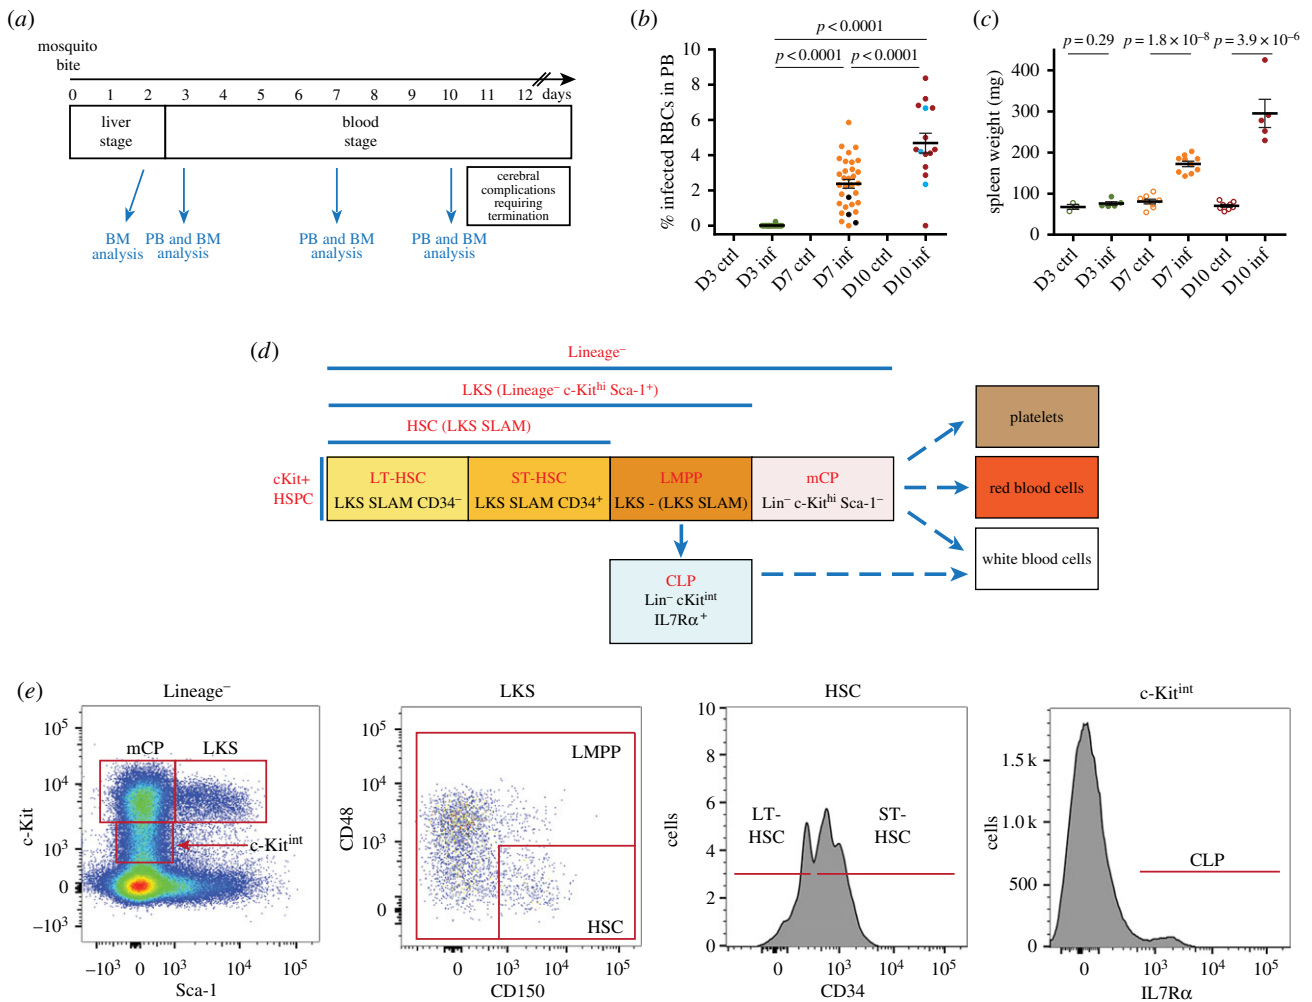 (a)
mosquito
bite
0 1 2 3 4 5 6 7 8 9 10 11 12 days
liver
stage
blood
stage
cerebral
complications
requiring
termination
BM
analysis
PB and BM
analysis
PB and BM
analysis
PB and BM
analysis
(b)
p < 0.0001
p < 0.0001 p < 0.0001
% infected RBCs in PB
10
8
6
4
2
0
D3 ctrl D3 inf D7 ctrl D7 inf D10 ctrl D10 inf
(c)
p = 0.29 p = 1.8 × 10⁻⁸ p = 3.9 × 10⁻⁶
spleen weight (mg)
400
300
200
100
0
D3 ctrl D3 inf D7 ctrl D7 inf D10 ctrl D10 inf
(d)
Lineage⁻
LKS (Lineage⁻ c-Kitʰⁱ Sca-1⁺)
HSC (LKS SLAM)
cKit+
HSPC
LT-HSC
LKS SLAM CD34⁻
ST-HSC
LKS SLAM CD34⁺
LMPP
LKS - (LKS SLAM)
mCP
Lin⁻ c-Kitʰⁱ Sca-1⁻
CLP
Lin⁻ cKitⁱⁿᵗ
IL7Rα⁺
platelets
red blood cells
white blood cells
(e)
Lineage⁻
c-Kit
10⁵
10⁴
10³
0
−10³
mCP LKS
c-Kitⁱⁿᵗ
−10³ 0 10³ 10⁴ 10⁵
Sca-1
LKS
CD48
10⁵
10⁴
10³
0
LMPP
HSC
0 10³ 10⁴ 10⁵
CD150
HSC
cells
10
8
6
4
2
0
LT-
HSC
ST-
HSC
0 10³ 10⁴ 10⁵
CD34
c-Kitⁱⁿᵗ
cells
1.5 k
1.0 k
500
0
CLP
0 10³ 10⁴ 10⁵
IL7Rα